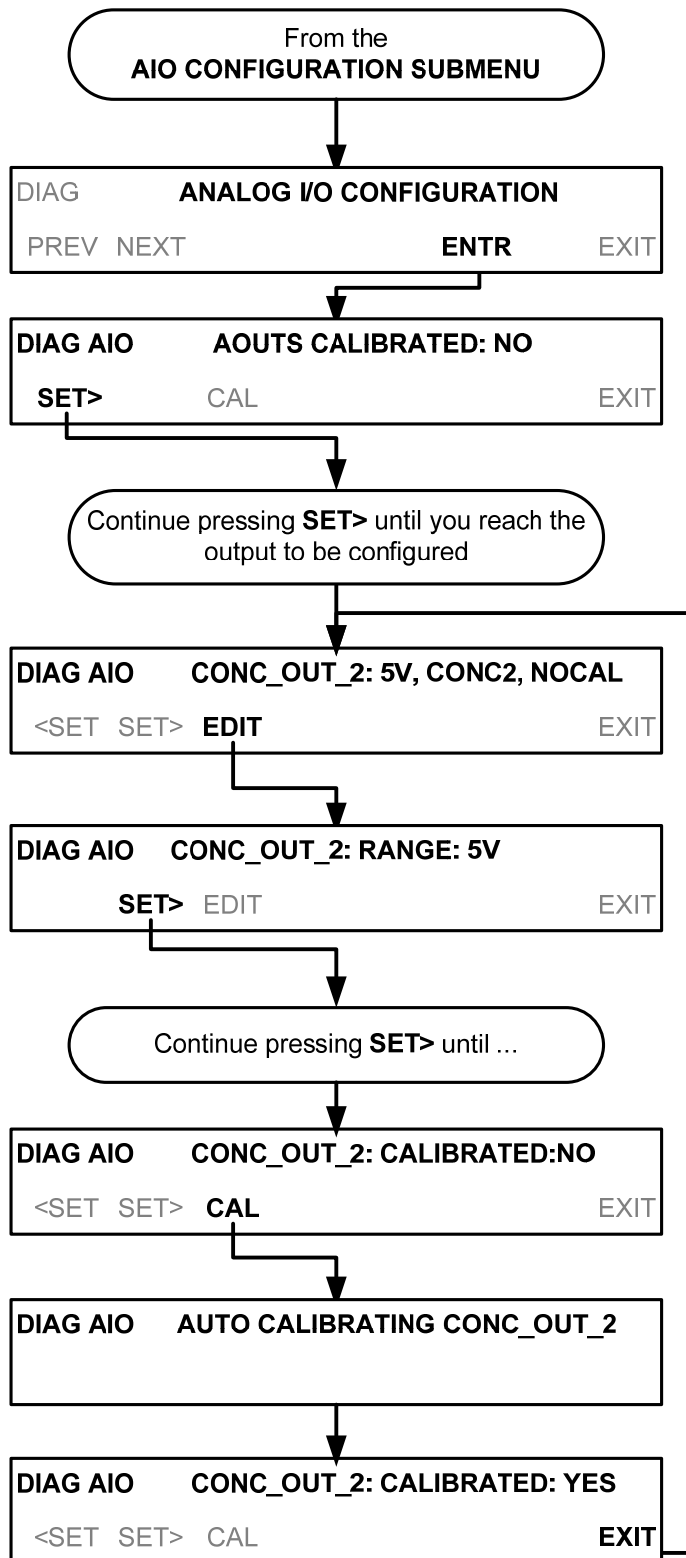 From the
AIO CONFIGURATION SUBMENU
DIAG ANALOG I/O CONFIGURATION
PREV NEXT ENTR EXIT
DIAG AIO AOUTS CALIBRATED: NO
SET> CAL EXIT
Continue pressing SET> until you reach the
output to be configured
DIAG AIO CONC_OUT_2: 5V, CONC2, NOCAL
<SET SET> EDIT EXIT
DIAG AIO CONC_OUT_2: RANGE: 5V
SET> EDIT EXIT
Continue pressing SET> until ...
DIAG AIO CONC_OUT_2: CALIBRATED:NO
<SET SET> CAL EXIT
DIAG AIO AUTO CALIBRATING CONC_OUT_2
DIAG AIO CONC_OUT_2: CALIBRATED: YES
<SET SET> CAL EXIT